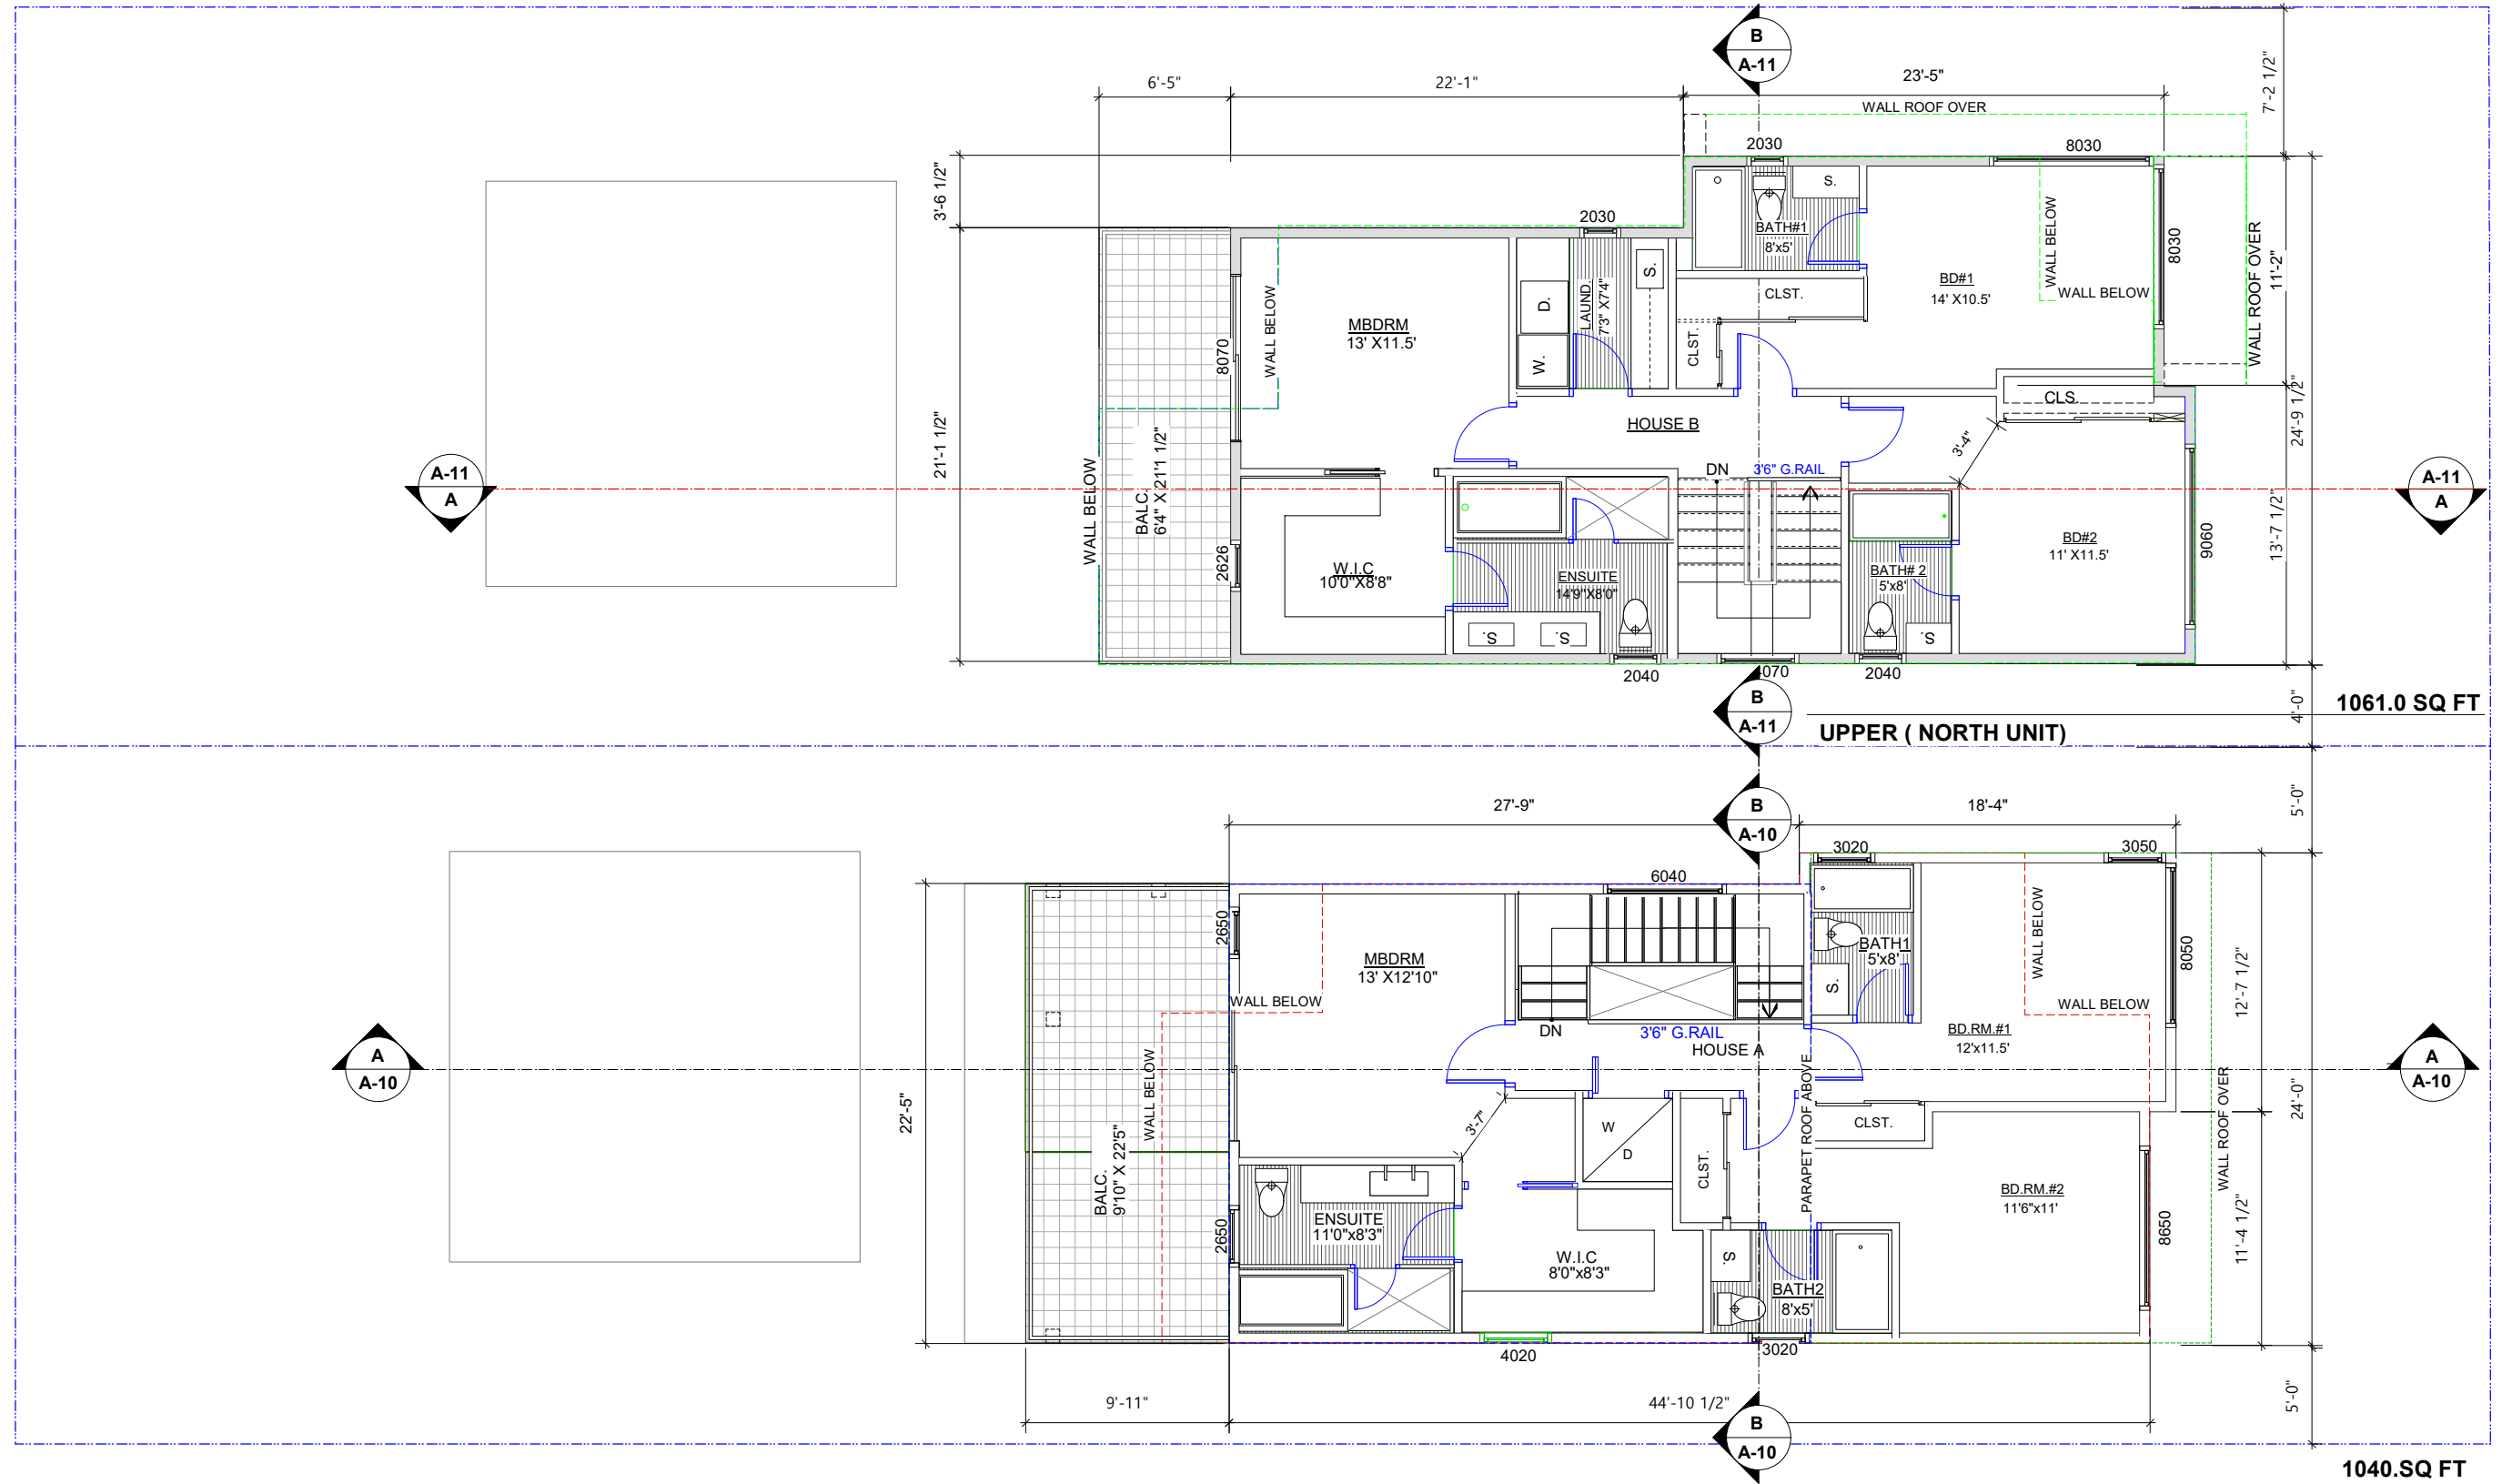 B
A-11
6'-5"
22'-1"
23'-5"
7'-2 1/2"
WALL ROOF OVER
2030
8030
3'-6 1/2"
S.
BATH#1
8'x5'
2030
WALL BELOW
8030
WALL ROOF OVER
11'-2"
BD#1
14' X10.5'
WALL BELOW
CLST.
S.
LAUND.
7'3" X7'4"
D.
W.
CLST.
MBDRM
13' X11.5'
WALL BELOW
8070
CLS.
24'-9 1/2"
HOUSE B
3'-4"
21'-1 1/2"
BALC.
6'4" X 21'1 1/2"
WALL BELOW
DN
3'6" G.RAIL
A-11
A
A-11
A
13'-7 1/2"
9060
BD#2
11' X11.5'
2626
W.I.C
10'0"X8'8"
ENSUITE
14'9"X8'0"
BATH# 2
5'x8'
S.
S.
S.
2040
4070
2040
B
A-11
4'-0"
1061.0 SQ FT
UPPER ( NORTH UNIT)
B
A-10
27'-9"
18'-4"
5'-0"
3020
3050
6040
2650
MBDRM
13' X12'10"
BATH1
5'x8'
S.
WALL BELOW
8050
12'-7 1/2"
WALL BELOW
WALL BELOW
DN
3'6" G.RAIL
HOUSE A
BD.RM.#1
12'x11.5'
A
A-10
A
A-10
WALL BELOW
22'-5"
BALC.
9'10" X 22'5"
3'-7"
W
D
CLST.
PARAPET ROOF ABOVE
CLST.
WALL ROOF OVER
24'-0"
BD.RM.#2
11'6"x11'
8650
11'-4 1/2"
2650
ENSUITE
11'0"x8'3"
W.I.C
8'0"x8'3"
S.
BATH2
8'x5'
4020
3020
9'-11"
44'-10 1/2"
B
A-10
5'-0"
1040.SQ FT